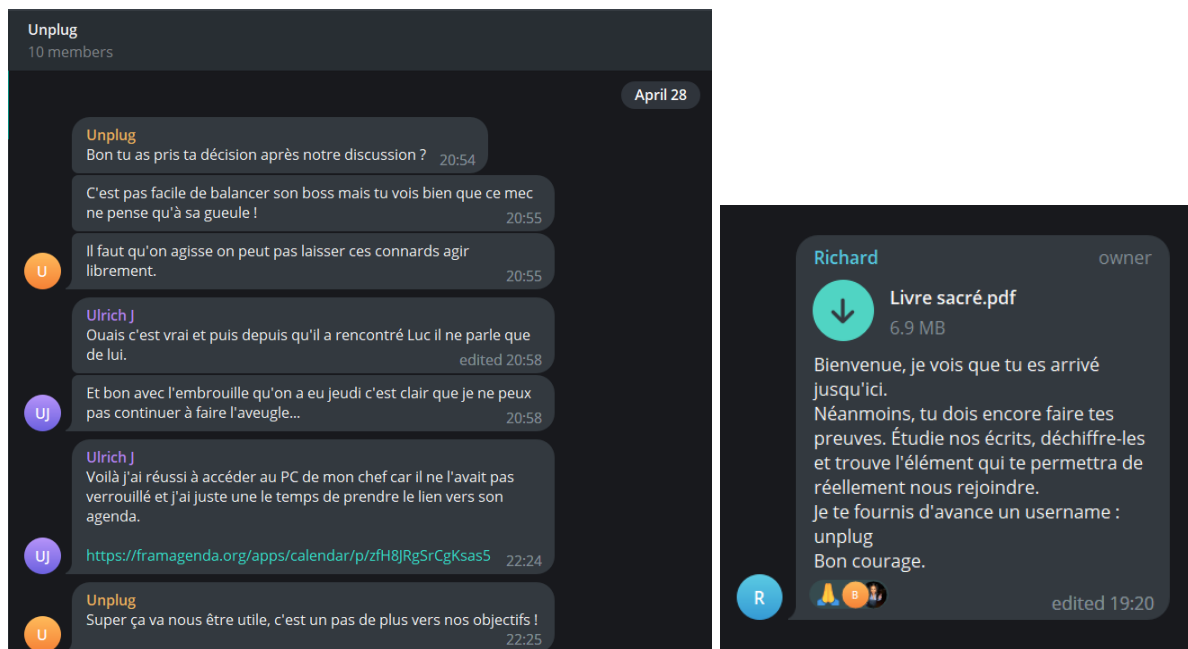 Unplug
10 members
April 28
Unplug
Bon tu as pris ta décision après notre discussion ? 20:54
C'est pas facile de balancer son boss mais tu vois bien que ce mec
ne pense qu'à sa gueule ! 20:55
Il faut qu'on agisse on peut pas laisser ces connards agir
librement. 20:55
U
Ulrich J
Ouais c'est vrai et puis depuis qu'il a rencontré Luc il ne parle que
de lui. edited 20:58
Et bon avec l'embrouille qu'on a eu jeudi c'est clair que je ne peux
pas continuer à faire l'aveugle... 20:58
UJ
Ulrich J
Voilà j'ai réussi à accéder au PC de mon chef car il ne l'avait pas
verrouillé et j'ai juste une le temps de prendre le lien vers son
agenda.
https://framagenda.org/apps/calendar/p/zfH8JRgSrCgKsas5 22:24
UJ
Unplug
Super ça va nous être utile, c'est un pas de plus vers nos objectifs !
22:25
U
Richard owner
Livre sacré.pdf
6.9 MB
Bienvenue, je vois que tu es arrivé
jusqu'ici.
Néanmoins, tu dois encore faire tes
preuves. Étudie nos écrits, déchiffre-les
et trouve l'élément qui te permettra de
réellement nous rejoindre.
Je te fournis d'avance un username :
unplug
Bon courage.
R
B
edited 19:20